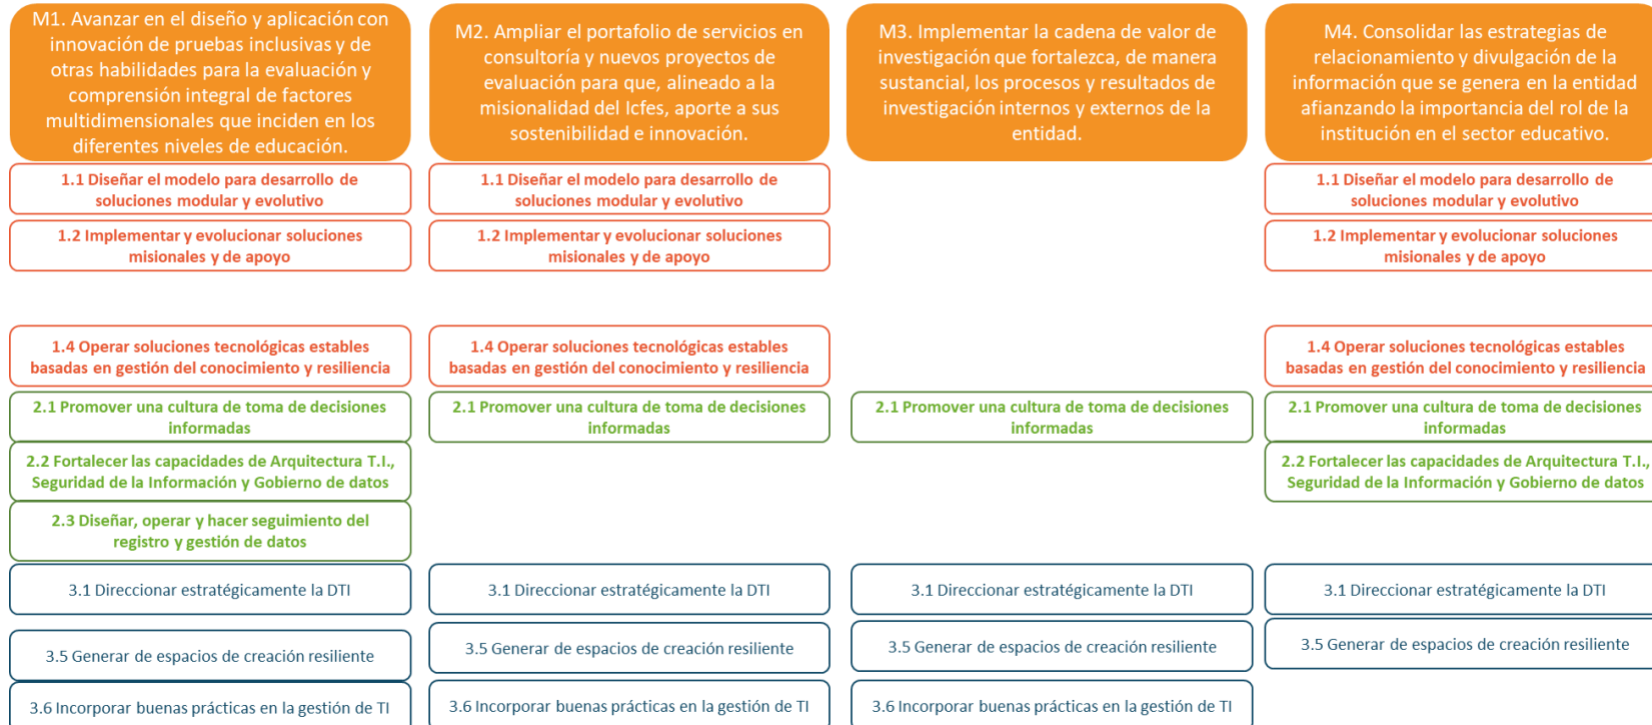 M1. Avanzar en el diseño y aplicación con
innovación de pruebas inclusivas y de
otras habilidades para la evaluación y
comprensión integral de factores
multidimensionales que inciden en los
diferentes niveles de educación.
M2. Ampliar el portafolio de servicios en
consultoría y nuevos proyectos de
evaluación para que, alineado a la
misionalidad del Icfes, aporte a sus
sostenibilidad e innovación.
M3. Implementar la cadena de valor de
investigación que fortalezca, de manera
sustancial, los procesos y resultados de
investigación internos y externos de la
entidad.
M4. Consolidar las estrategias de
relacionamiento y divulgación de la
información que se genera en la entidad
afianzando la importancia del rol de la
institución en el sector educativo.
1.1 Diseñar el modelo para desarrollo de
soluciones modular y evolutivo
1.1 Diseñar el modelo para desarrollo de
soluciones modular y evolutivo
1.1 Diseñar el modelo para desarrollo de
soluciones modular y evolutivo
1.2 Implementar y evolucionar soluciones
misionales y de apoyo
1.2 Implementar y evolucionar soluciones
misionales y de apoyo
1.2 Implementar y evolucionar soluciones
misionales y de apoyo
1.4 Operar soluciones tecnológicas estables
basadas en gestión del conocimiento y resiliencia
1.4 Operar soluciones tecnológicas estables
basadas en gestión del conocimiento y resiliencia
1.4 Operar soluciones tecnológicas estables
basadas en gestión del conocimiento y resiliencia
2.1 Promover una cultura de toma de decisiones
informadas
2.1 Promover una cultura de toma de decisiones
informadas
2.1 Promover una cultura de toma de decisiones
informadas
2.1 Promover una cultura de toma de decisiones
informadas
2.2 Fortalecer las capacidades de Arquitectura T.I.,
Seguridad de la Información y Gobierno de datos
2.2 Fortalecer las capacidades de Arquitectura T.I.,
Seguridad de la Información y Gobierno de datos
2.3 Diseñar, operar y hacer seguimiento del
registro y gestión de datos
3.1 Direccionar estratégicamente la DTI
3.1 Direccionar estratégicamente la DTI
3.1 Direccionar estratégicamente la DTI
3.1 Direccionar estratégicamente la DTI
3.5 Generar de espacios de creación resiliente
3.5 Generar de espacios de creación resiliente
3.5 Generar de espacios de creación resiliente
3.5 Generar de espacios de creación resiliente
3.6 Incorporar buenas prácticas en la gestión de TI
3.6 Incorporar buenas prácticas en la gestión de TI
3.6 Incorporar buenas prácticas en la gestión de TI